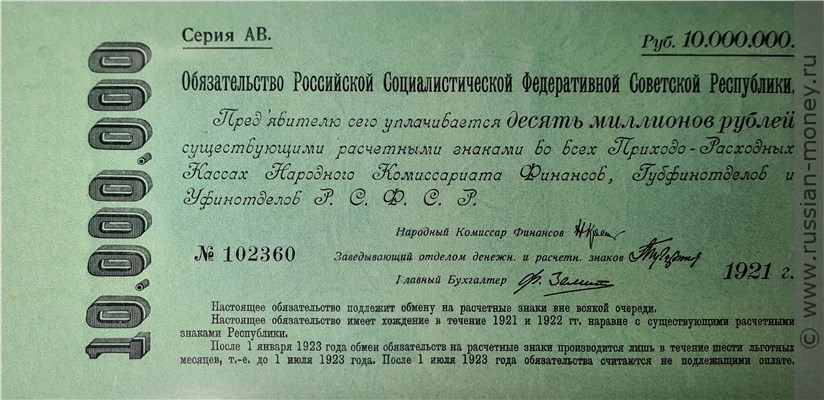 Серия АВ.
Руб. 10.000.000.
10.000.000
Обязательство Российской Социалистической Федеративной Советской Республики.
Пред'явителю сего уплачивается десять миллионов рублей
существующими расчетными знаками во всех Приходо-Расходных
Кассах Народного Комиссариата Финансов, Губфинотделов и
Уфинотделов Р. С. Ф. С. Р.
Народный Комиссар Финансов
№ 102360
Заведывающий отделом денежн. и расчетн. знаков
1921 г.
Главный Бухгалтер
Настоящее обязательство подлежит обмену на расчетные знаки вне всякой очереди.
Настоящее обязательство имеет хождение в течение 1921 и 1922 гг. наравне с существующими расчетными
знаками Республики.
После 1 января 1923 года обмен обязательств на расчетные знаки производится лишь в течение шести льготных
месяцев, т.-е. до 1 июля 1923 года. После 1 июля 1923 года обязательства считаются не подлежащими оплате.
© www.russian-money.ru